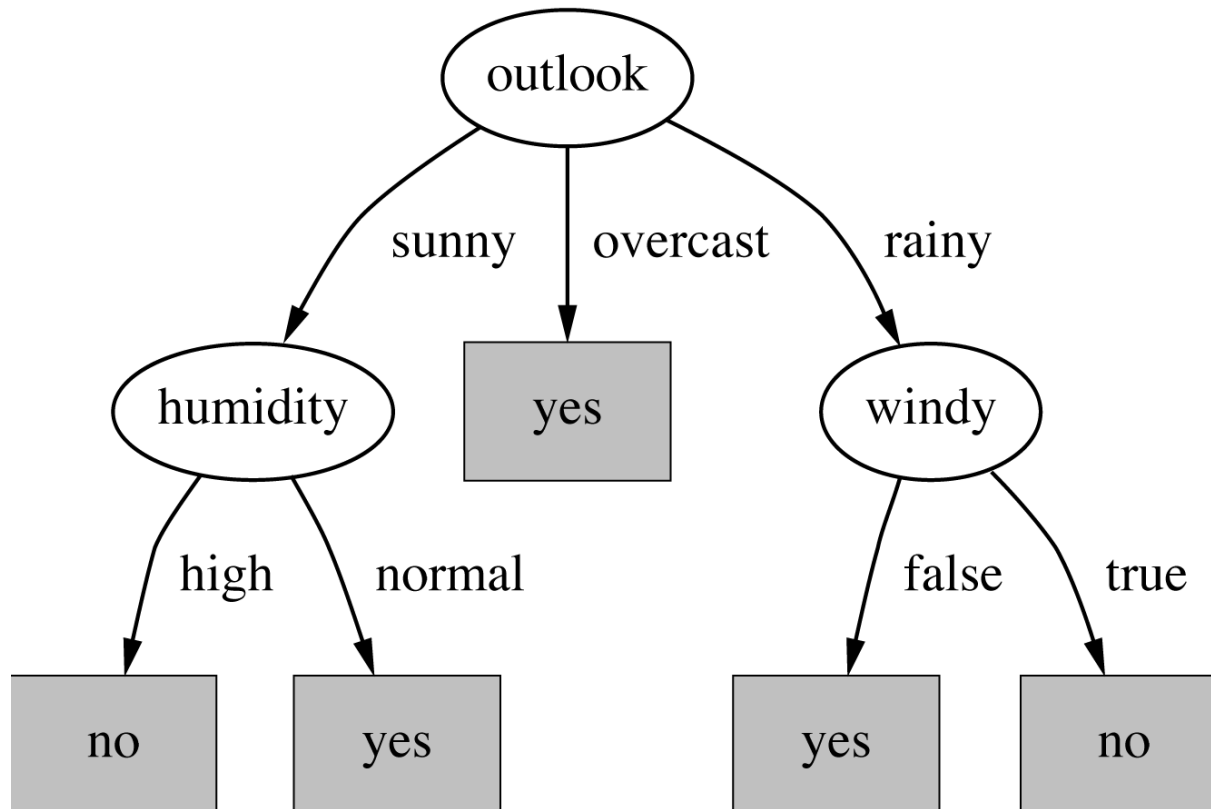 outlook
sunny overcast rainy
humidity yes windy
high normal false true
no yes yes no